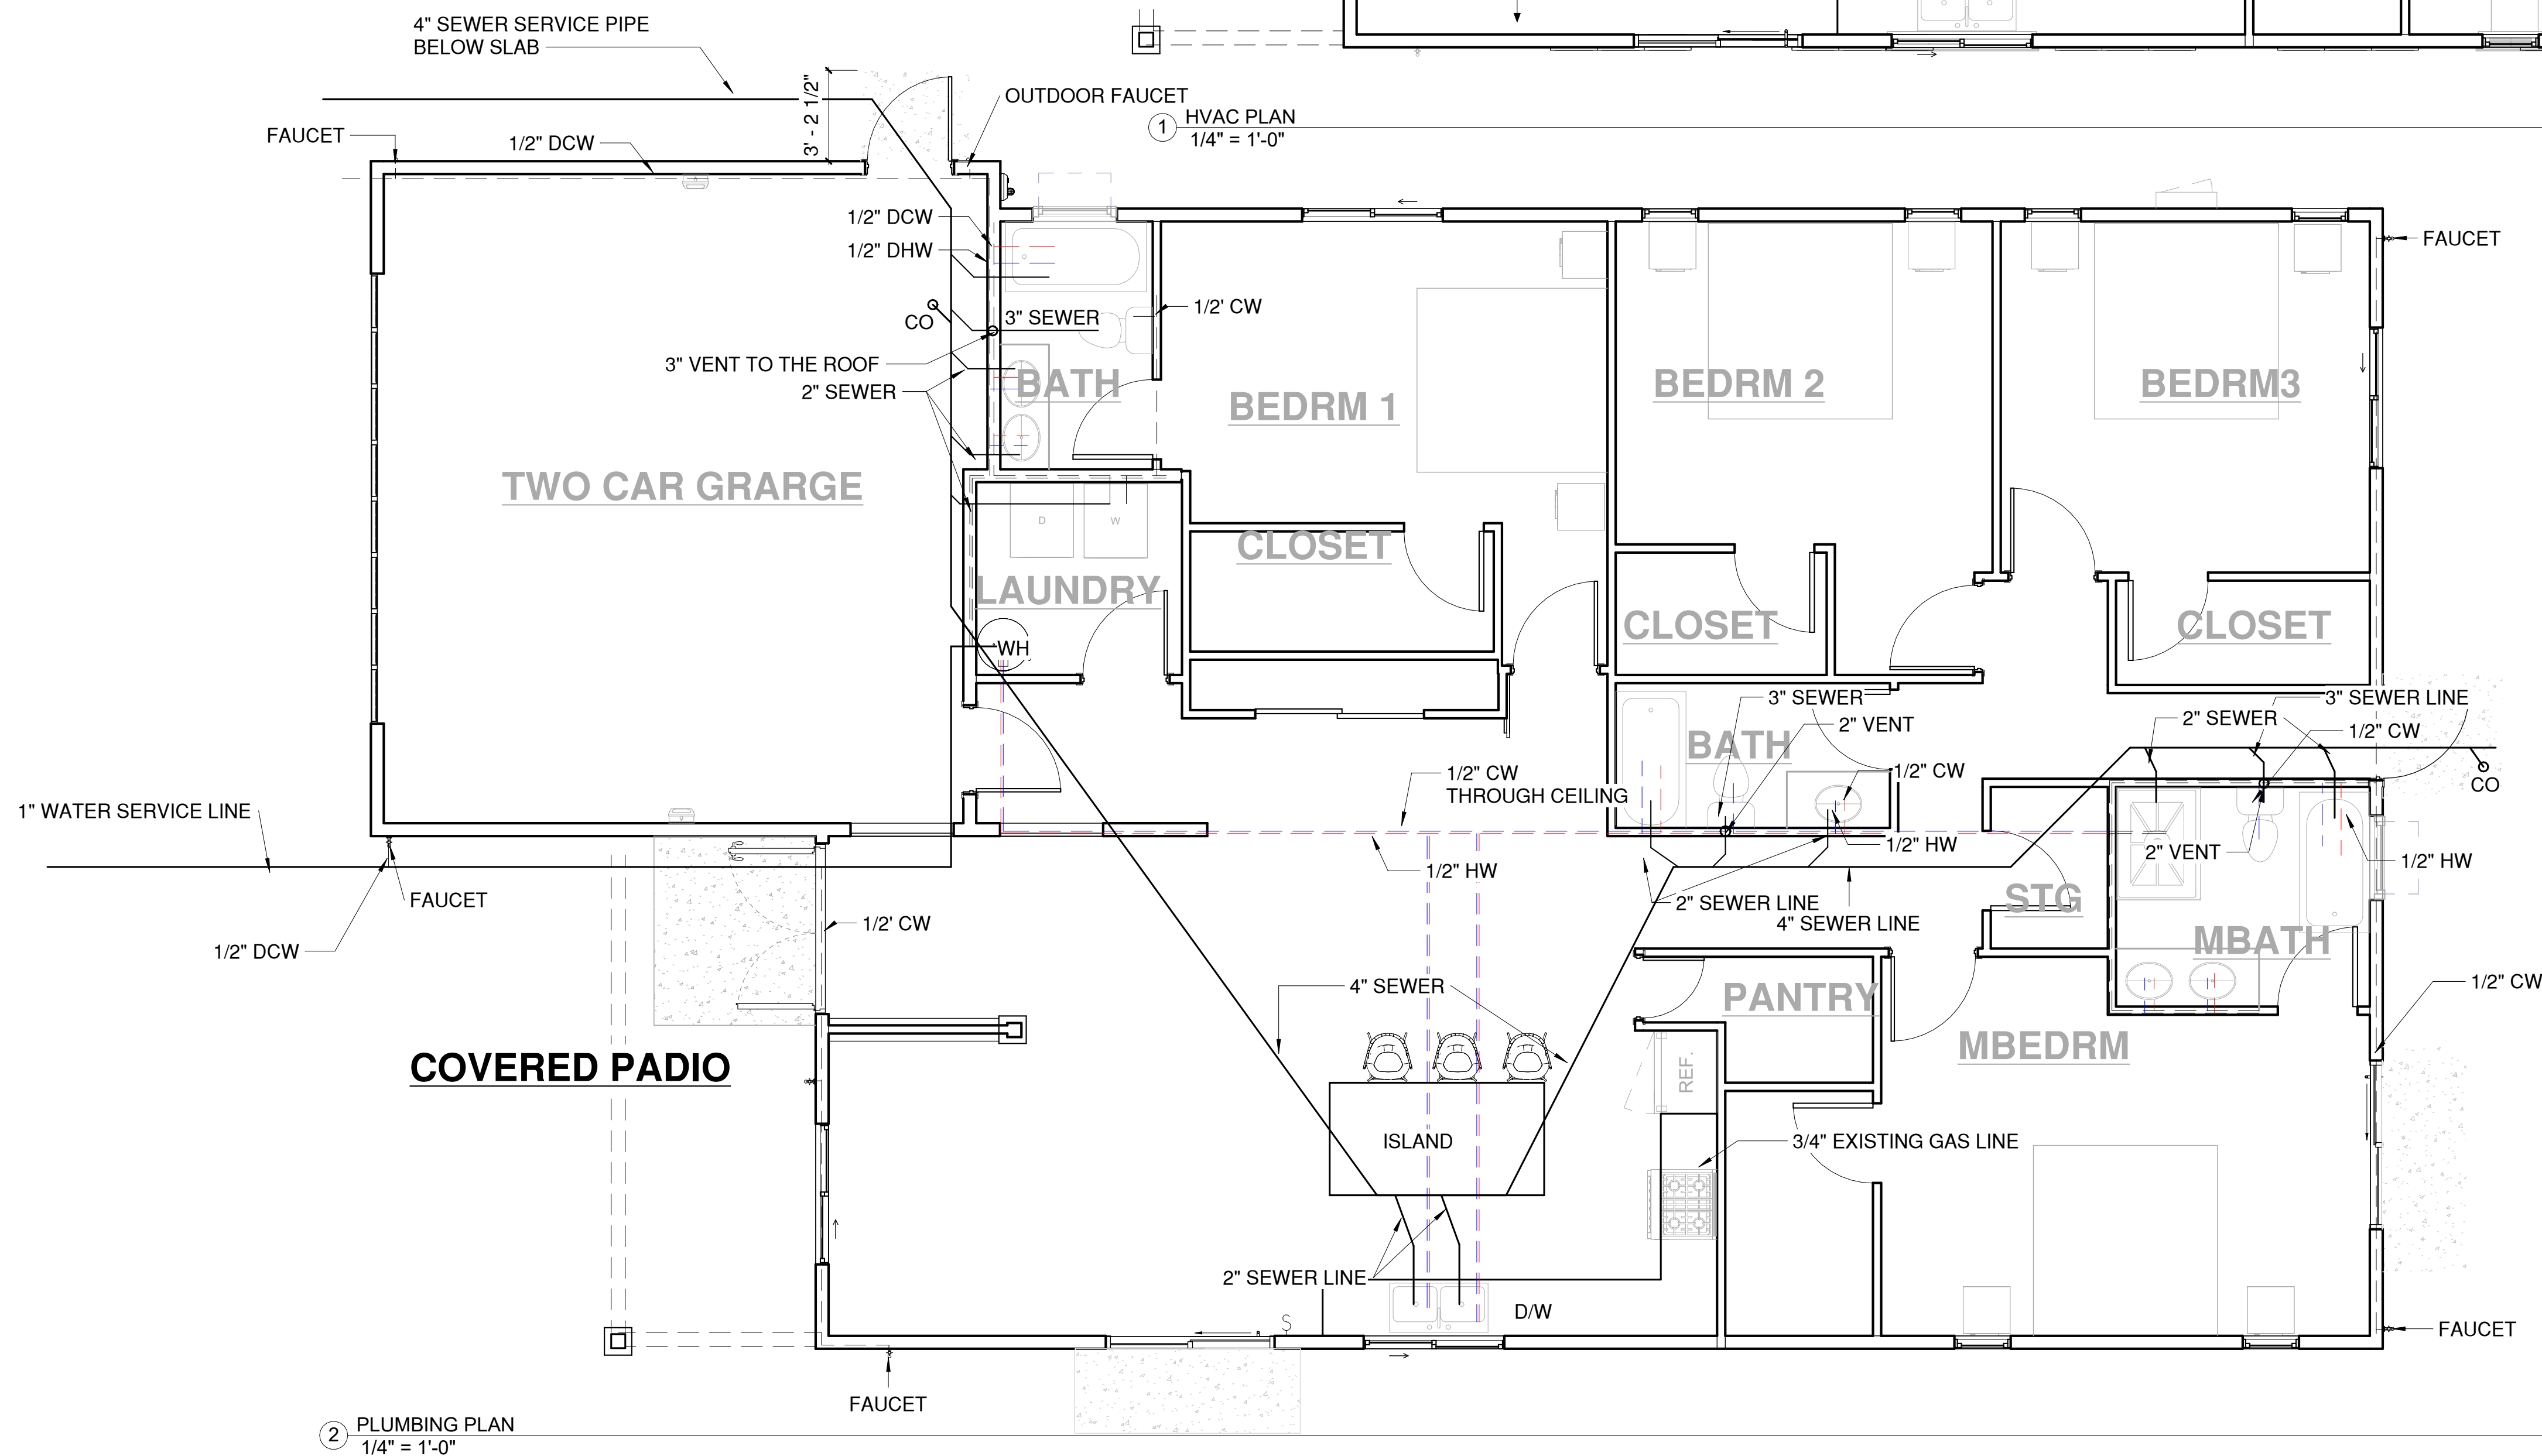 4" SEWER SERVICE PIPE
BELOW SLAB
3' - 2 1/2"
OUTDOOR FAUCET
1
HVAC PLAN
1/4" = 1'-0"
FAUCET
1/2" DCW
1/2" DCW
1/2" DHW
FAUCET
CO
3" SEWER
1/2' CW
3" VENT TO THE ROOF
2" SEWER
BATH
BEDRM 1
BEDRM 2
BEDRM3
TWO CAR GRARGE
D
W
CLOSET
LAUNDRY
CLOSET
CLOSET
WH
3" SEWER
2" VENT
BATH
3" SEWER LINE
2" SEWER
1/2" CW
1/2" CW
THROUGH CEILING
1/2" CW
CO
1" WATER SERVICE LINE
1/2" HW
1/2" HW
2" VENT
1/2" HW
FAUCET
1/2' CW
2" SEWER LINE
4" SEWER LINE
STG
MBATH
1/2" DCW
4" SEWER
PANTRY
1/2" CW
COVERED PADIO
MBEDRM
REF.
ISLAND
3/4" EXISTING GAS LINE
2" SEWER LINE
D/W
S
FAUCET
FAUCET
2
PLUMBING PLAN
1/4" = 1'-0"